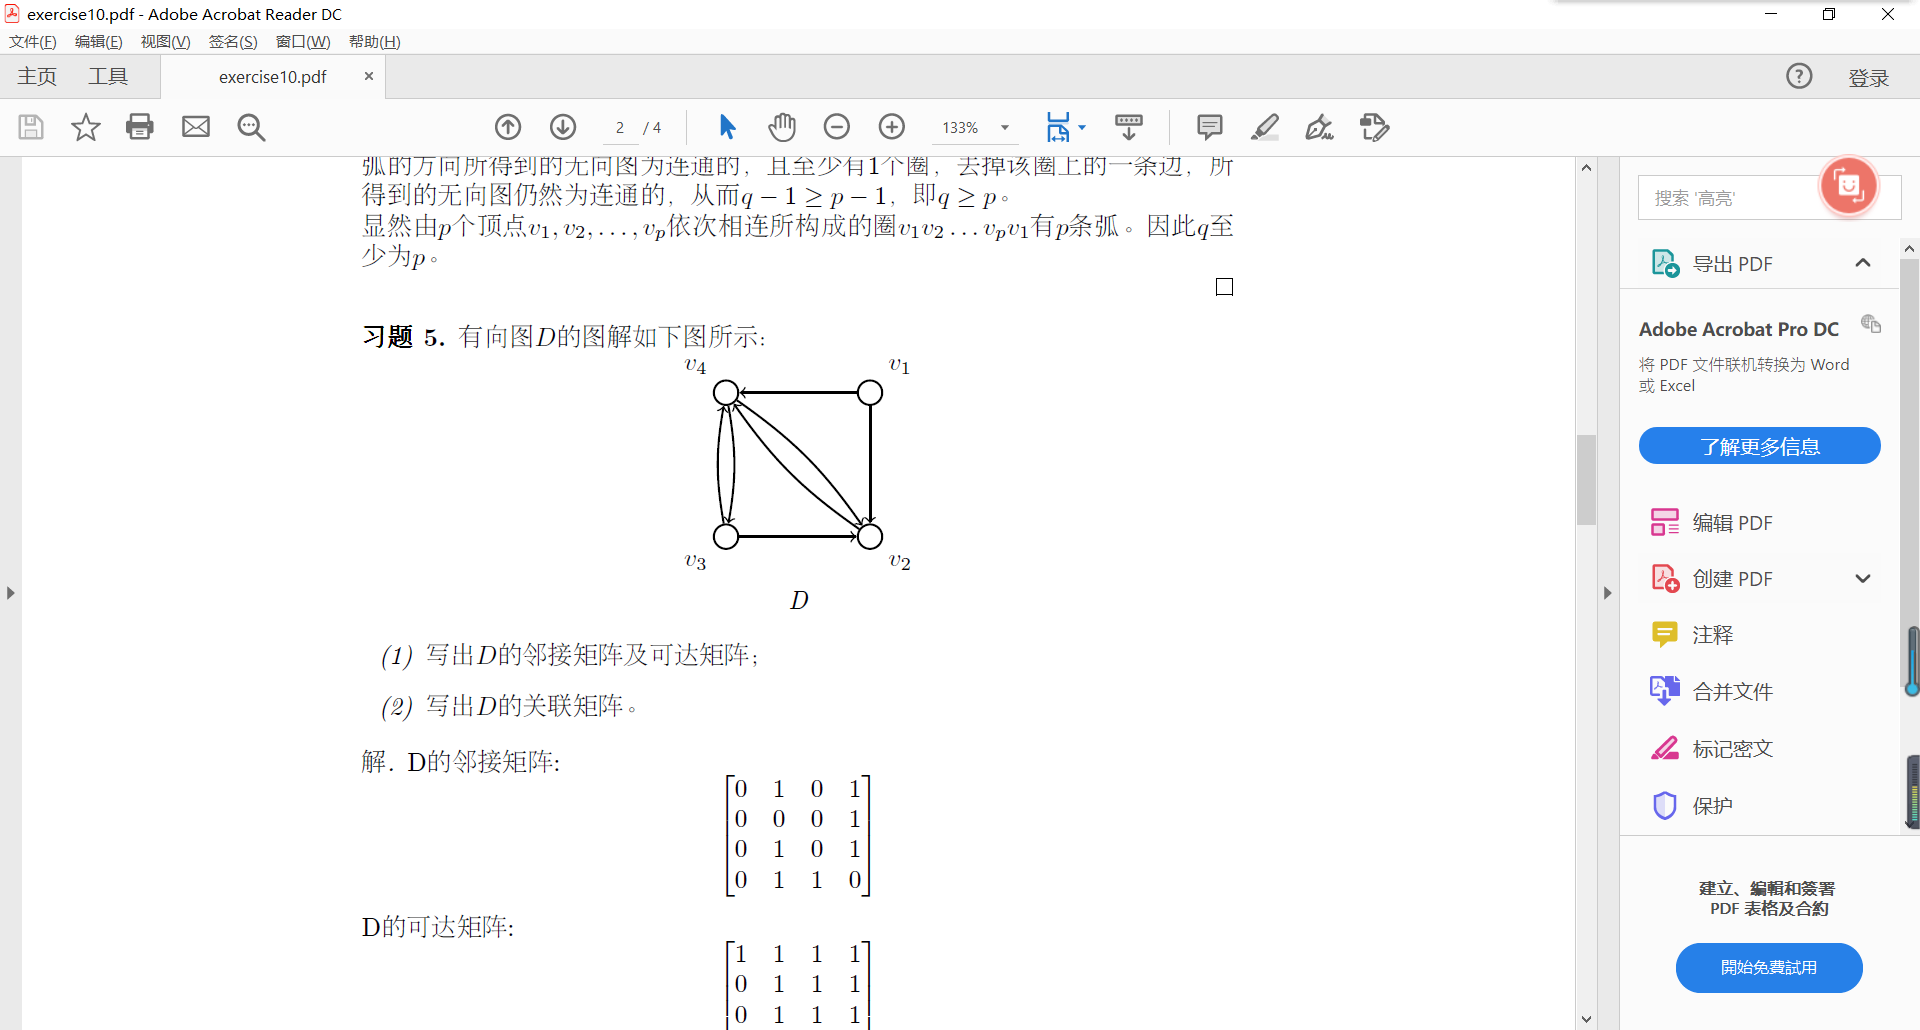 exercise10.pdf - Adobe Acrobat Reader DC
文件(F) 编辑(E) 视图(V) 签名(S) 窗口(W) 帮助(H)
主页 工具 exercise10.pdf × 登录
2 / 4 133%
弧的方向所得到的无向图为连通的，且至少有1个圈，去掉该圈上的一条边，所
得到的无向图仍然为连通的，从而q − 1 ≥ p − 1，即q ≥ p。
显然由p个顶点v₁, v₂, . . . , vₚ依次相连所构成的圈v₁v₂ . . . vₚv₁有p条弧。因此q至
少为p。
习题 5. 有向图D的图解如下图所示:
v₄ v₁
v₃ v₂
D
(1) 写出D的邻接矩阵及可达矩阵;
(2) 写出D的关联矩阵。
解. D的邻接矩阵:
0 1 0 1
0 0 0 1
0 1 0 1
0 1 1 0
D的可达矩阵:
1 1 1 1
0 1 1 1
0 1 1 1
搜索 '高亮'
导出 PDF
Adobe Acrobat Pro DC
将 PDF 文件联机转换为 Word
或 Excel
了解更多信息
编辑 PDF
创建 PDF
注释
合并文件
标记密文
保护
建立、編輯和簽署
PDF 表格及合約
開始免費試用